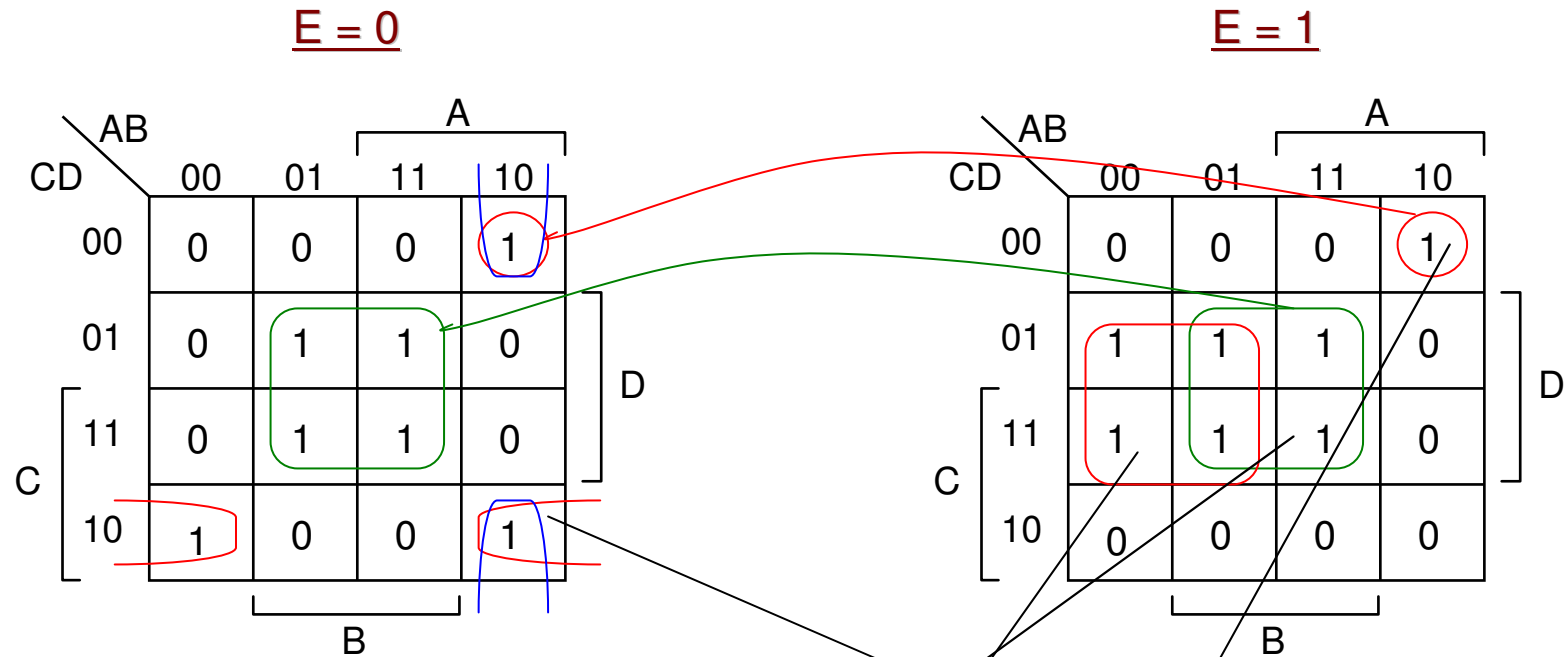 E = 0
E = 1
A
A
AB
AB
CD 00 01 11 10
CD 00 01 11 10
00 0 0 0 1
00 0 0 0 1
01 0 1 1 0
01 1 1 1 0
D
D
11 0 1 1 0
11 1 1 1 0
C
C
10 1 0 0 1
10 0 0 0 0
B
B